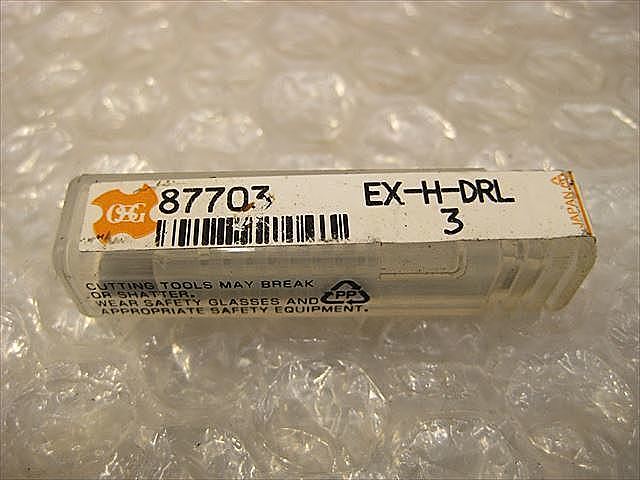 OSG
87703
EX-H-DRL
3
JAPAN
CUTTING TOOLS MAY BREAK
OR SHATTER.
WEAR SAFETY GLASSES AND
APPROPRIATE SAFETY EQUIPMENT.
PP